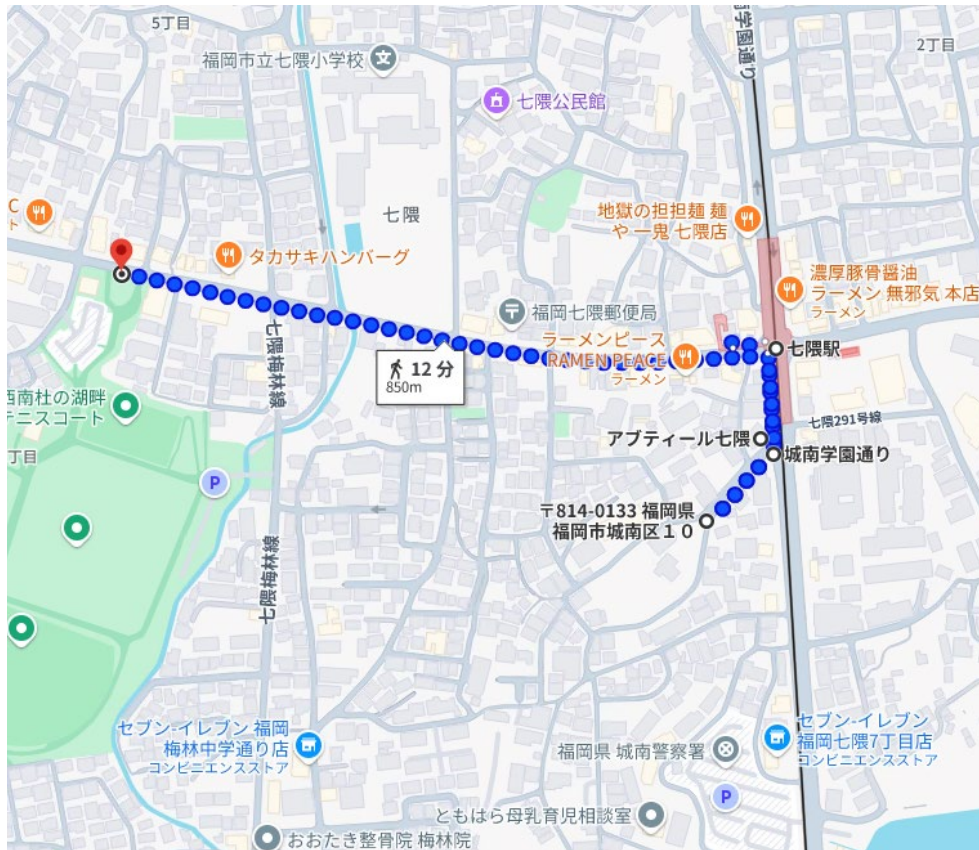 5丁目
福岡市立七隈小学校
文
七隈公民館
南学園通り
2丁目
七隈
C
ト
タカサキハンバーグ
地獄の担担麺 麺
や 一鬼 七隈店
濃厚豚骨醤油
ラーメン 無邪気 本店
ラーメン
〒
福岡七隈郵便局
ラーメンピース
RAMEN PEACE
ラーメン
七隈駅
七隈梅林線
12 分
850m
西南杜の湖畔
テニスコート
丁目
P
七隈291号線
アブティール七隈
城南学園通り
〒814-0133 福岡県
福岡市城南区10
七隈梅林線
セブン-イレブン 福岡
梅林中学通り店
コンビニエンスストア
福岡県 城南警察署
セブン-イレブン
福岡七隈7丁目店
コンビニエンスストア
P
ともはら母乳育児相談室
おおたき整骨院 梅林院